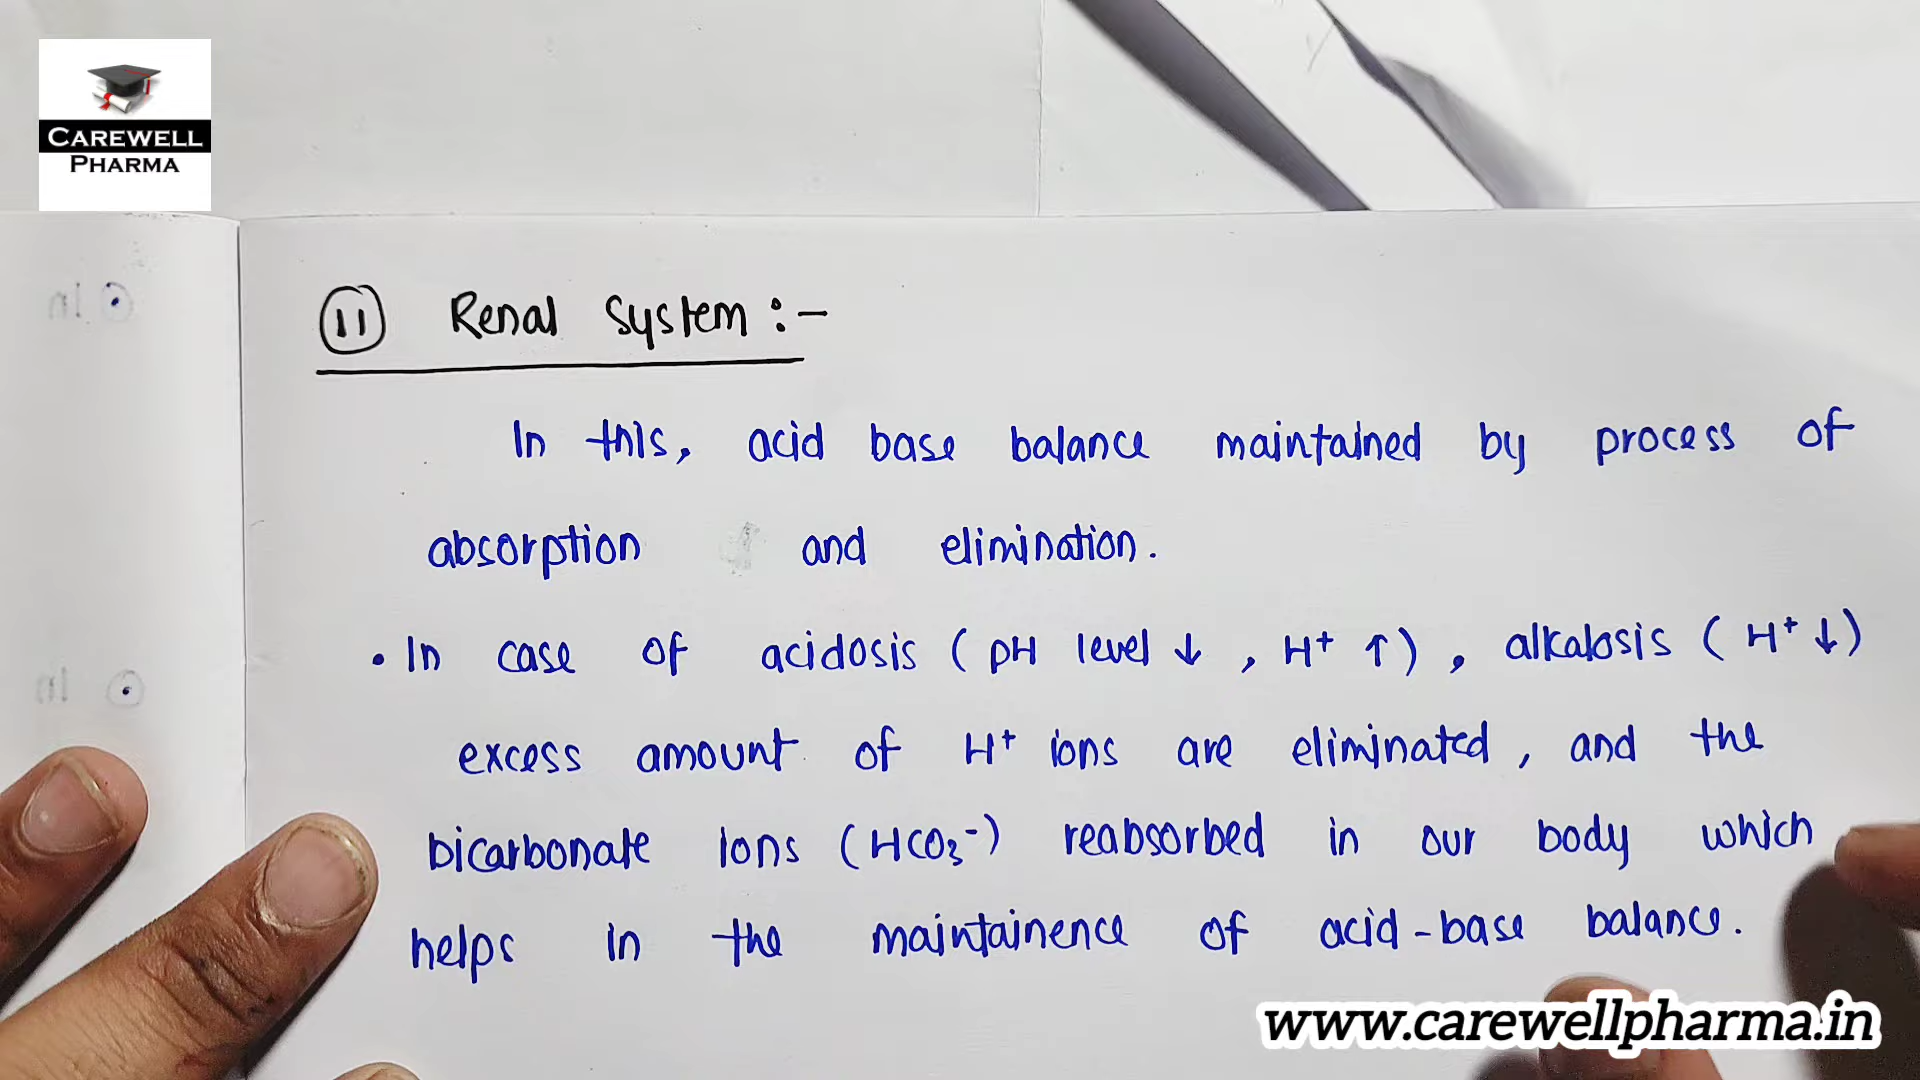 CAREWELL
PHARMA
11 Renal System :-
In this, acid base balance maintained by process of
absorption and elimination.
• In case of acidosis ( pH level ↓ , H+ ↑ ) , alkalosis ( H+ ↓ )
excess amount of H+ ions are eliminated , and the
bicarbonate ions ( HCO3- ) reabsorbed in our body which
helps in the maintainence of acid - base balance.
www.carewellpharma.in